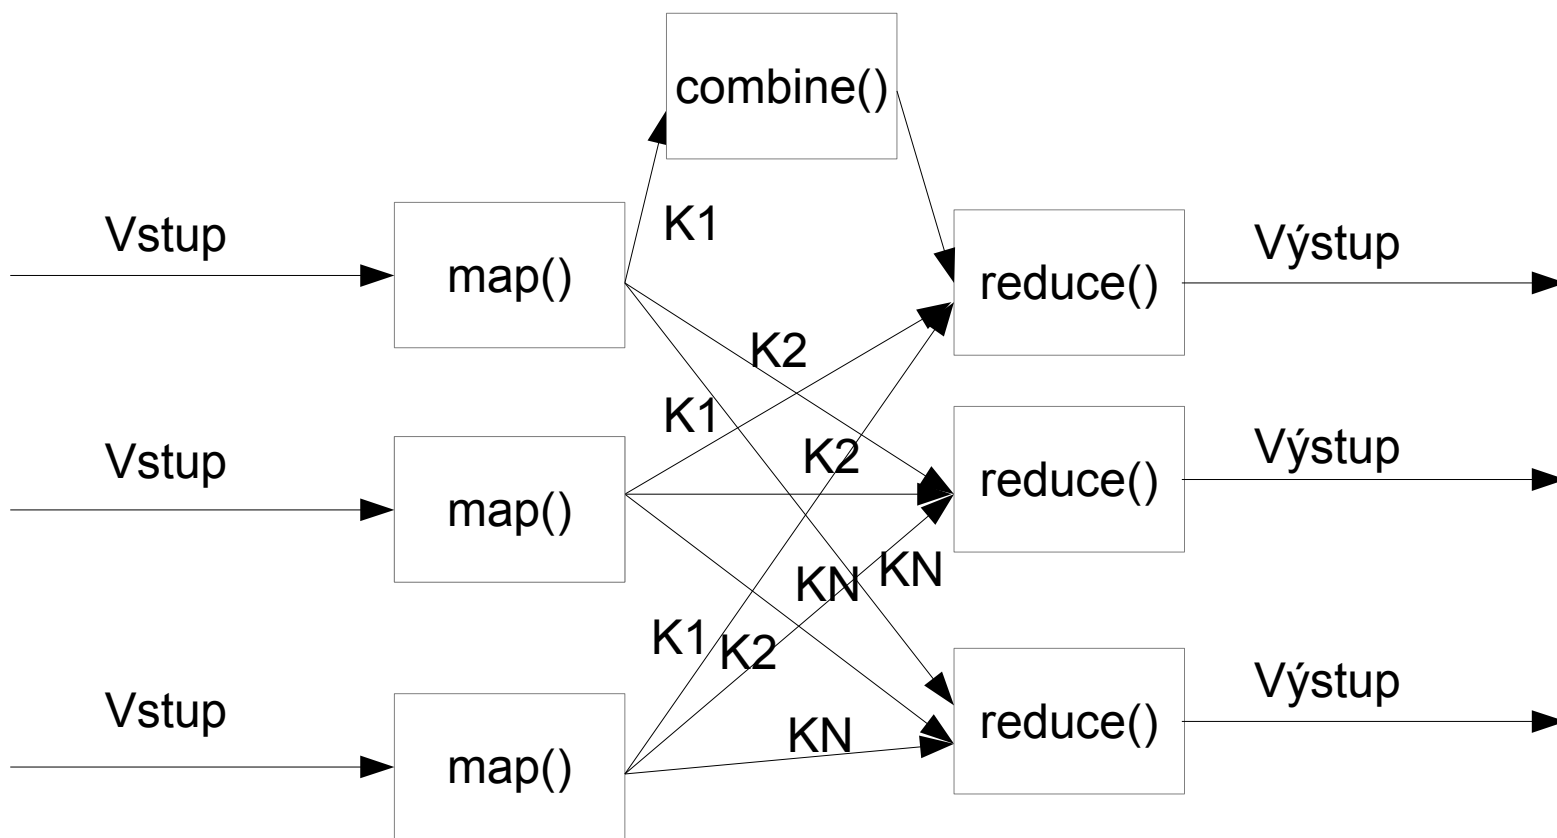 combine()
Vstup
K1
Výstup
map()
reduce()
K2
K1
Vstup
K2
Výstup
map()
reduce()
KN
KN
K1
K2
Vstup
Výstup
KN
map()
reduce()